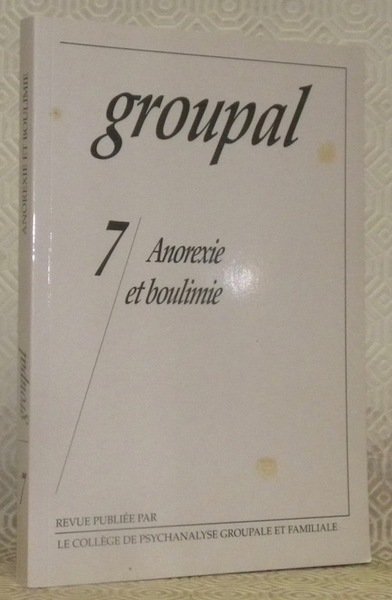 groupal
7 / Anorexie
et boulimie
REVUE PUBLIÉE PAR
LE COLLÈGE DE PSYCHANALYSE GROUPALE ET FAMILIALE
ANOREXIE ET BOULIMIE
groupal